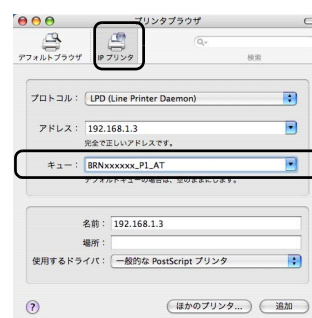 プリンタブラウザ
デフォルトブラウザ IP プリンタ 検索
プロトコル： LPD (Line Printer Daemon)
アドレス： 192.168.1.3
完全で正しいアドレスです。
キュー： BRNxxxxxx_P1_AT
デフォルトキューの場合は、空のままにします。
名前： 192.168.1.3
場所：
使用するドライバ： 一般的な PostScript プリンタ
? ほかのプリンタ... 追加